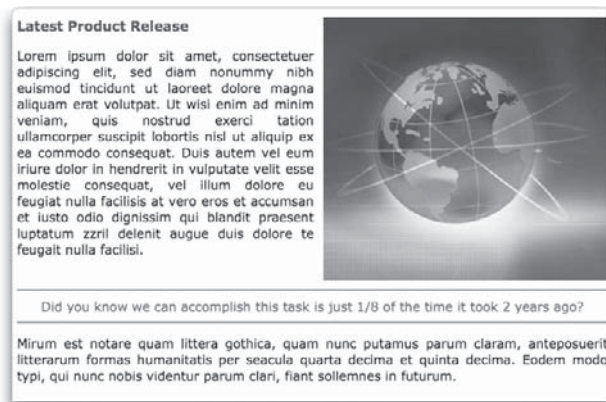 Latest Product Release
Lorem ipsum dolor sit amet, consectetuer
adipiscing elit, sed diam nonummy nibh
euismod tincidunt ut laoreet dolore magna
aliquam erat volutpat. Ut wisi enim ad minim
veniam, quis nostrud exerci tation
ullamcorper suscipit lobortis nisl ut aliquip ex
ea commodo consequat. Duis autem vel eum
iriure dolor in hendrerit in vulputate velit esse
molestie consequat, vel illum dolore eu
feugiat nulla facilisis at vero eros et accumsan
et iusto odio dignissim qui blandit praesent
luptatum zzril delenit augue duis dolore te
feugait nulla facilisi.
Did you know we can accomplish this task is just 1/8 of the time it took 2 years ago?
Mirum est notare quam littera gothica, quam nunc putamus parum claram, anteposuerit
litterarum formas humanitatis per seacula quarta decima et quinta decima. Eodem modo
typi, qui nunc nobis videntur parum clari, fiant sollemnes in futurum.